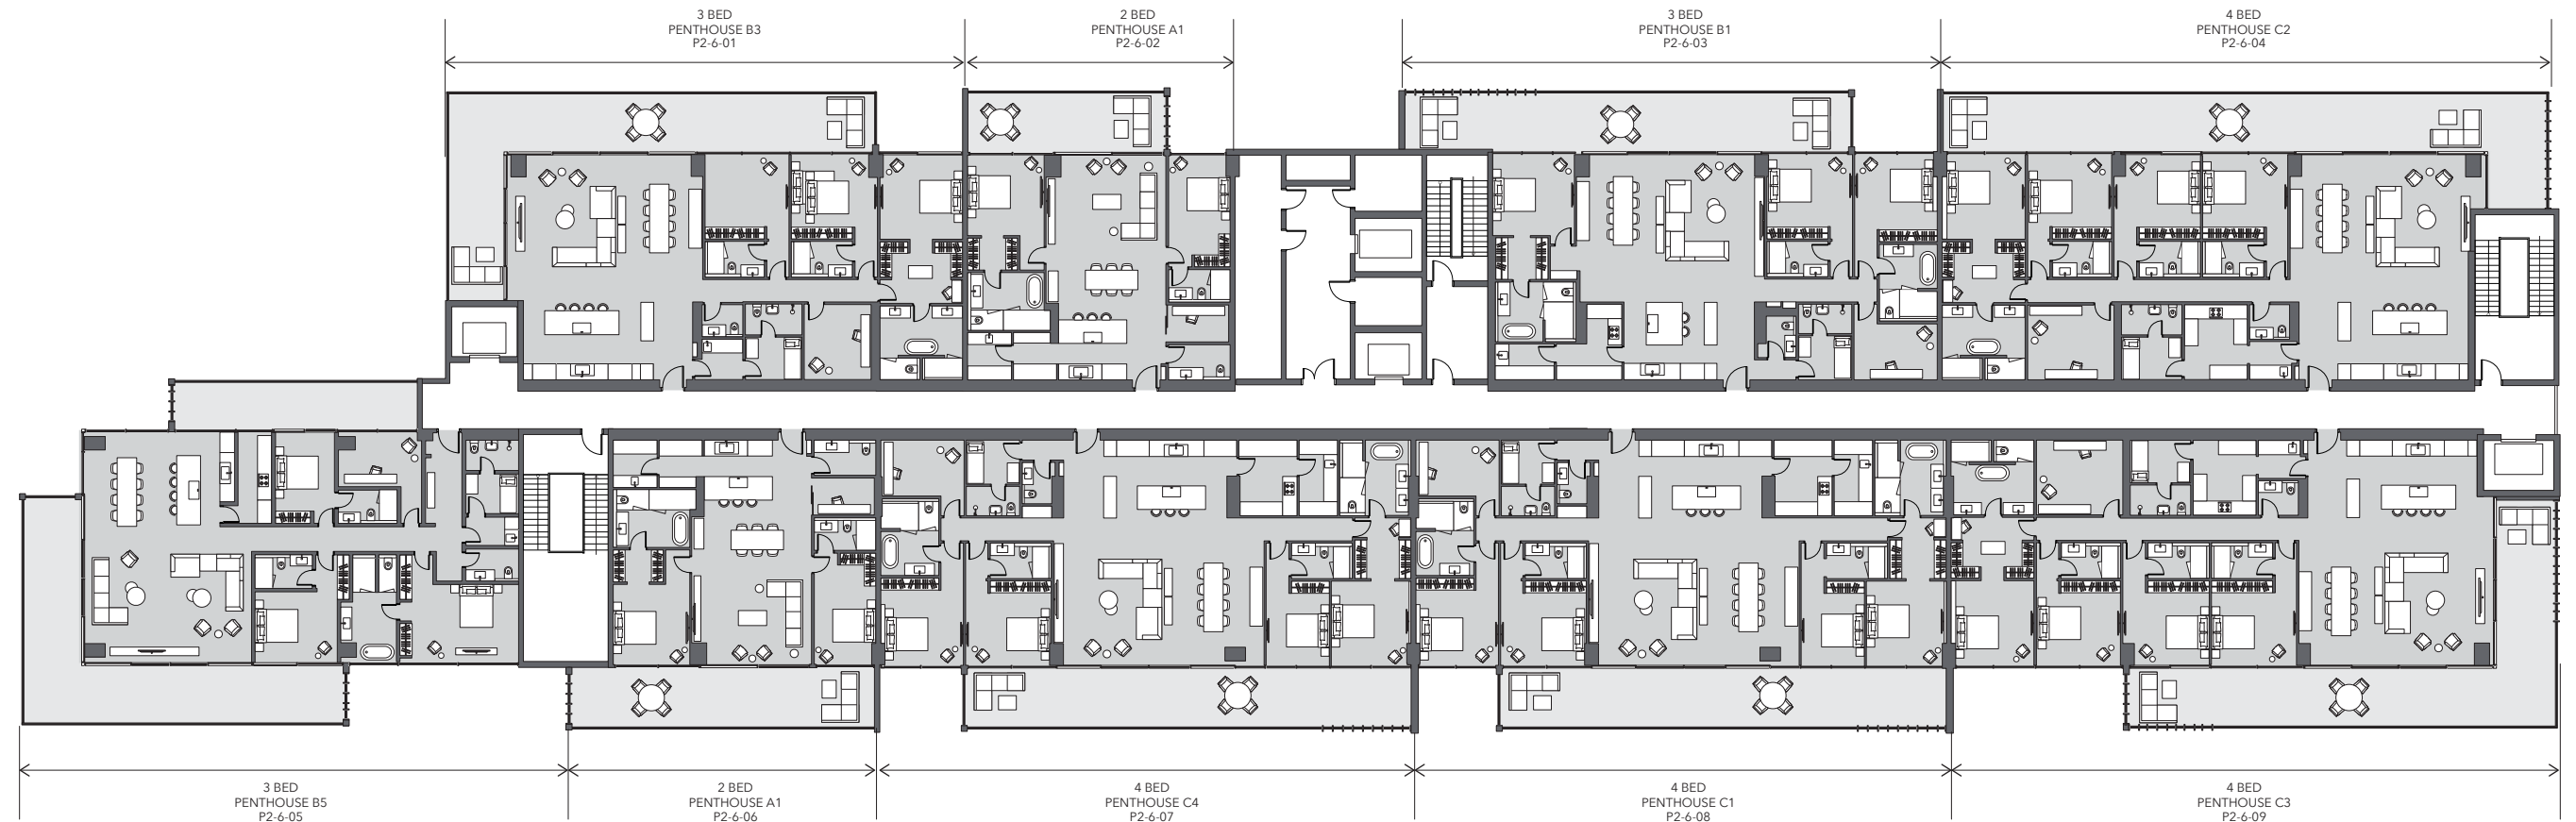 3 BED
PENTHOUSE B3
P2-6-01
2 BED
PENTHOUSE A1
P2-6-02
3 BED
PENTHOUSE B1
P2-6-03
4 BED
PENTHOUSE C2
P2-6-04
3 BED
PENTHOUSE B5
P2-6-05
2 BED
PENTHOUSE A1
P2-6-06
4 BED
PENTHOUSE C4
P2-6-07
4 BED
PENTHOUSE C1
P2-6-08
4 BED
PENTHOUSE C3
P2-6-09